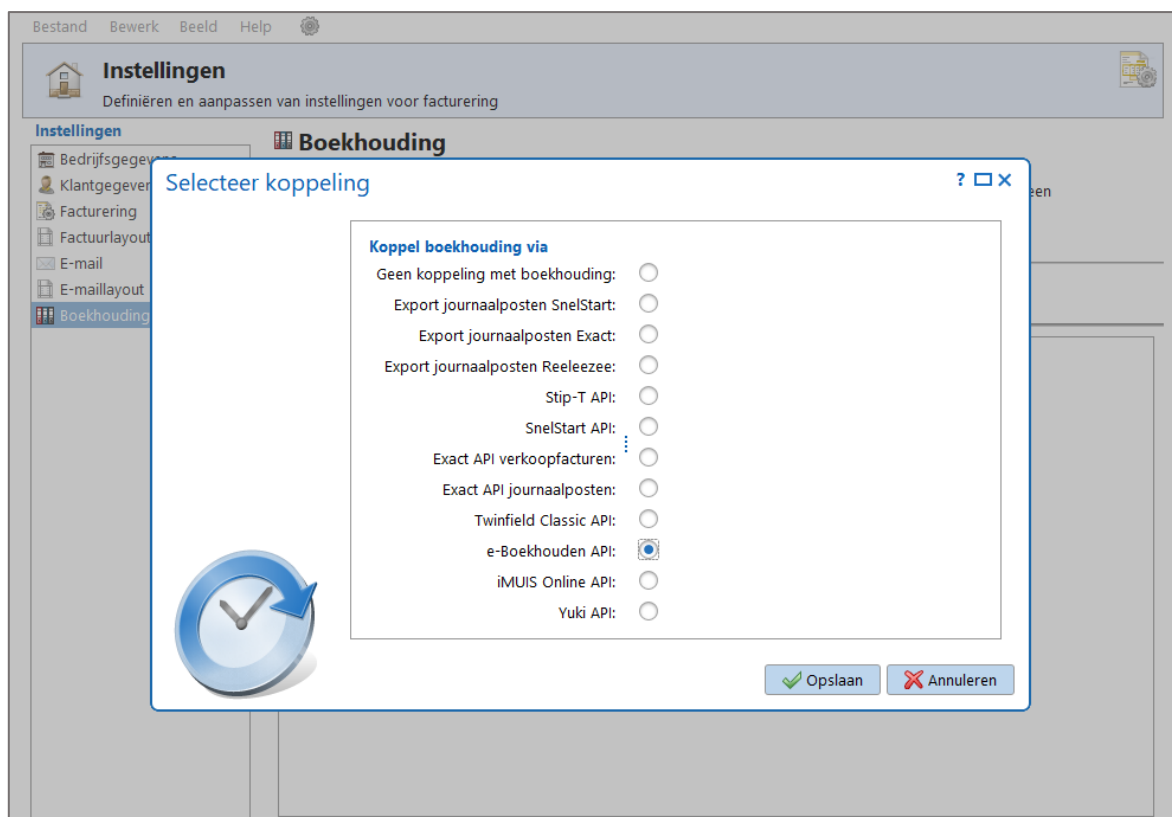 Bestand Bewerk Beeld Help
Instellingen
Definiëren en aanpassen van instellingen voor facturering
Instellingen
Bedrijfsgegevens
Klantgegeven
Facturering
Factuurlayout
E-mail
E-maillayout
Boekhouding
Boekhouding
een
Selecteer koppeling
?
Koppel boekhouding via
Geen koppeling met boekhouding:
Export journaalposten SnelStart:
Export journaalposten Exact:
Export journaalposten Reeleezee:
Stip-T API:
SnelStart API:
Exact API verkoopfacturen:
Exact API journaalposten:
Twinfield Classic API:
e-Boekhouden API:
iMUIS Online API:
Yuki API:
Opslaan Annuleren